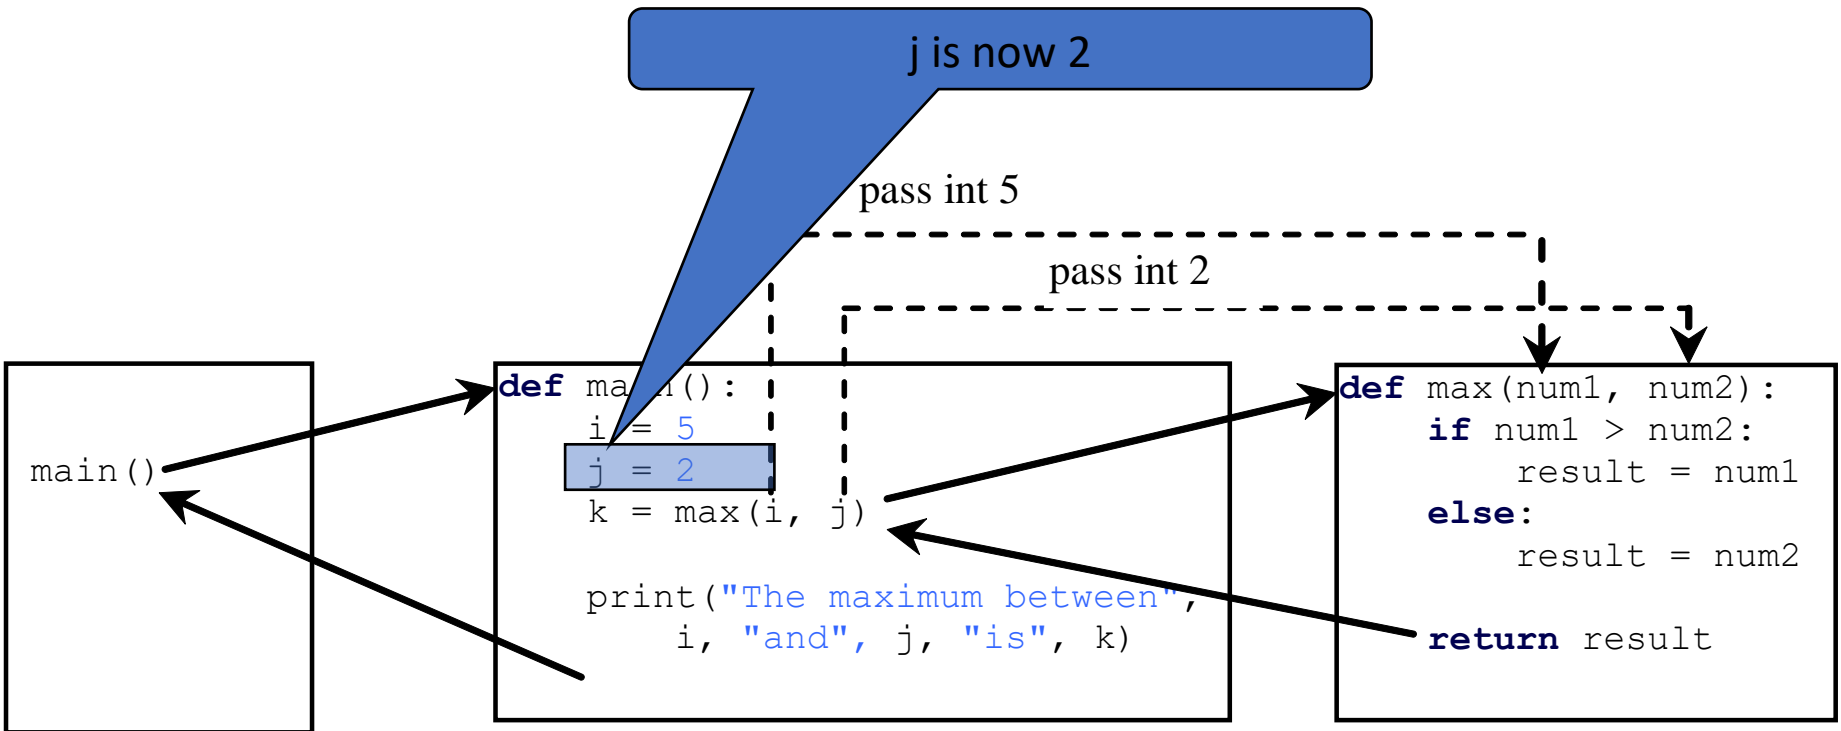 j is now 2
pass int 5
pass int 2
main()
def main():
i = 5
j = 2
k = max(i, j)
print("The maximum between",
i, "and", j, "is", k)
def max(num1, num2):
if num1 > num2:
result = num1
else:
result = num2
return result